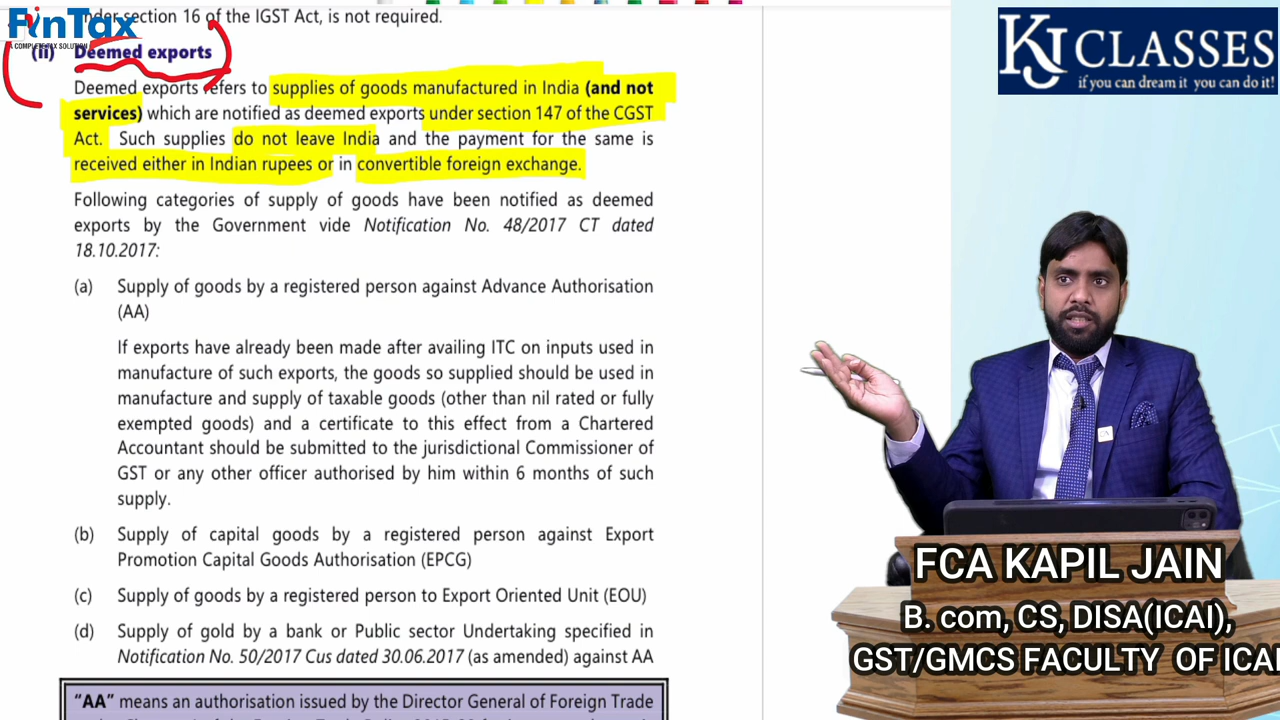 under section 16 of the IGST Act, is not required.
FinTax
A COMPLETE TAX SOLUTION
(ii) Deemed exports
Deemed exports refers to supplies of goods manufactured in India (and not
services) which are notified as deemed exports under section 147 of the CGST
Act. Such supplies do not leave India and the payment for the same is
received either in Indian rupees or in convertible foreign exchange.
Following categories of supply of goods have been notified as deemed
exports by the Government vide Notification No. 48/2017 CT dated
18.10.2017:
(a) Supply of goods by a registered person against Advance Authorisation
(AA)
If exports have already been made after availing ITC on inputs used in
manufacture of such exports, the goods so supplied should be used in
manufacture and supply of taxable goods (other than nil rated or fully
exempted goods) and a certificate to this effect from a Chartered
Accountant should be submitted to the jurisdictional Commissioner of
GST or any other officer authorised by him within 6 months of such
supply.
(b) Supply of capital goods by a registered person against Export
Promotion Capital Goods Authorisation (EPCG)
(c) Supply of goods by a registered person to Export Oriented Unit (EOU)
(d) Supply of gold by a bank or Public sector Undertaking specified in
Notification No. 50/2017 Cus dated 30.06.2017 (as amended) against AA
"AA" means an authorisation issued by the Director General of Foreign Trade
KJ CLASSES
if you can dream it you can do it!
FCA KAPIL JAIN
B. com, CS, DISA(ICAI),
GST/GMCS FACULTY OF ICAI